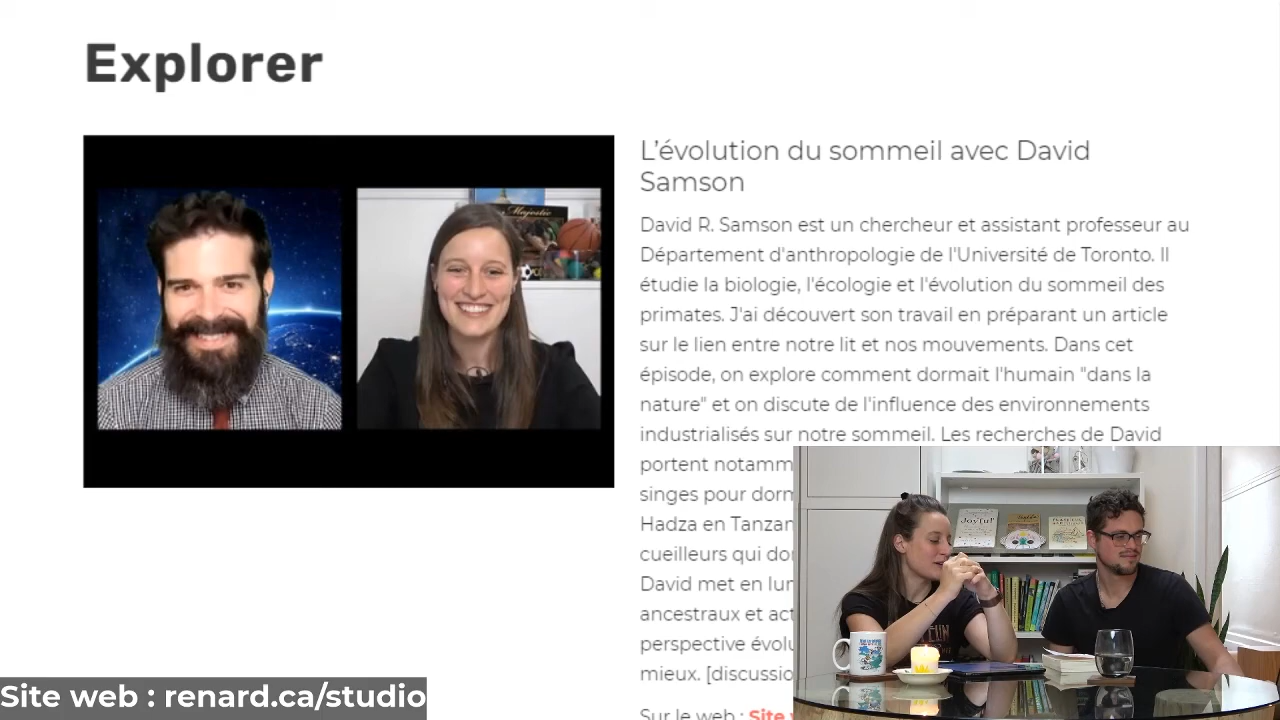 Explorer
Majestic
L'évolution du sommeil avec David
Samson
David R. Samson est un chercheur et assistant professeur au
Département d'anthropologie de l'Université de Toronto. Il
étudie la biologie, l'écologie et l'évolution du sommeil des
primates. J'ai découvert son travail en préparant un article
sur le lien entre notre lit et nos mouvements. Dans cet
épisode, on explore comment dormait l'humain "dans la
nature" et on discute de l'influence des environnements
industrialisés sur notre sommeil. Les recherches de David
portent notamm
singes pour dorm
Hadza en Tanzan
cueilleurs qui do
David met en lum
ancestraux et act
perspective évolu
mieux. [discussio
Sur le web : Site
Joyful
Site web : renard.ca/studio